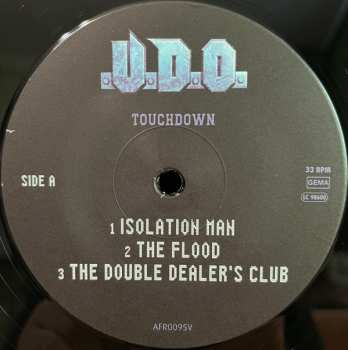 .U.D.O.
TOUCHDOWN
SIDE A
33 RPM
GEMA
LC 98600
1 ISOLATION MAN
2 THE FLOOD
3 THE DOUBLE DEALER'S CLUB
AFR0095V